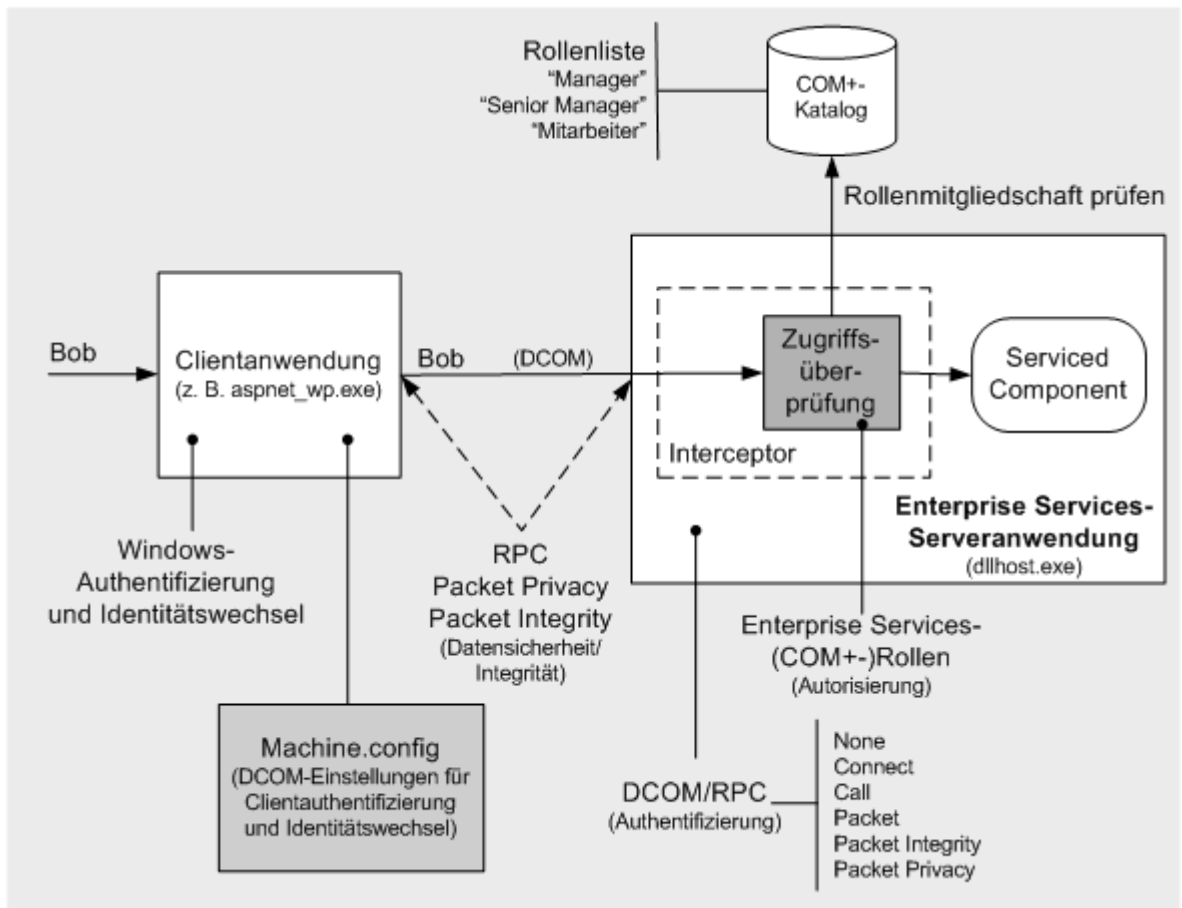 Rollenliste
“Manager”
“Senior Manager”
“Mitarbeiter”
COM+-
Katalog
Rollenmitgliedschaft prüfen
Bob
Clientanwendung
(z. B. aspnet_wp.exe)
Bob
(DCOM)
Zugriffs-
über-
prüfung
Serviced
Component
Interceptor
Enterprise Services-
Serveranwendung
(dllhost.exe)
Windows-
Authentifizierung
und Identitätswechsel
RPC
Packet Privacy
Packet Integrity
(Datensicherheit/
Integrität)
Enterprise Services-
(COM+-)Rollen
(Autorisierung)
Machine.config
(DCOM-Einstellungen für
Clientauthentifizierung
und Identitätswechsel)
DCOM/RPC
(Authentifizierung)
None
Connect
Call
Packet
Packet Integrity
Packet Privacy